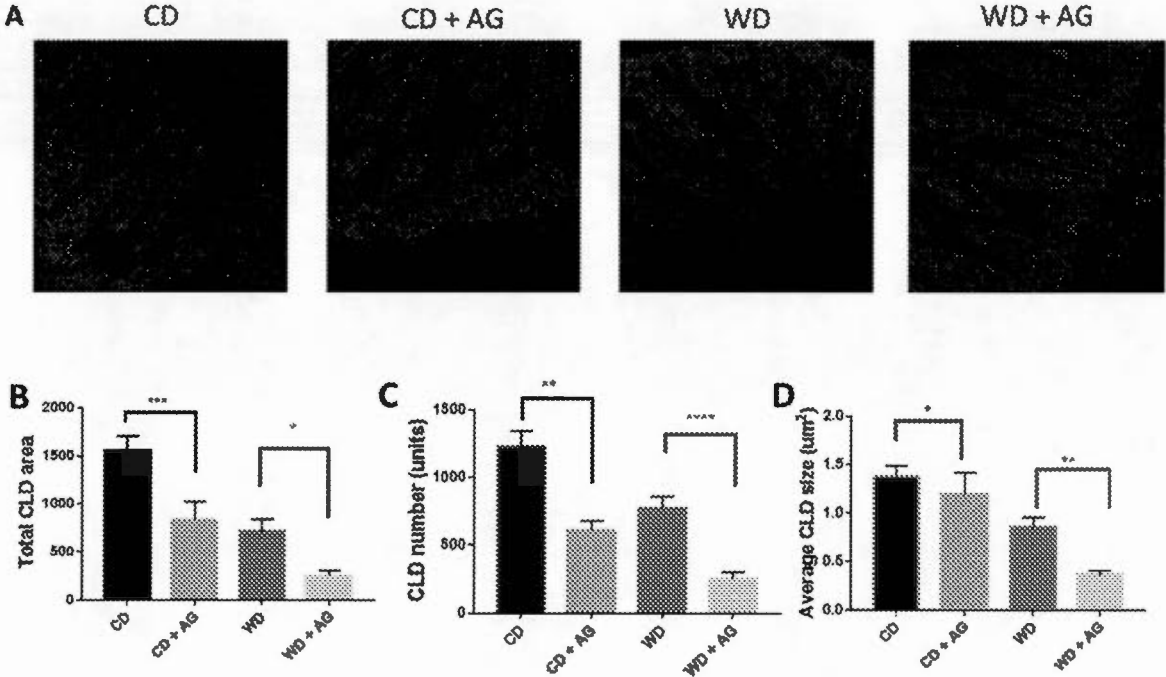 A
CD
CD + AG
WD
WD + AG
B
Total CLD area
2000
1500
1000
500
0
***
*
CD
CD + AG
WD
WD + AG
C
CLD number (units)
1500
1000
500
0
**
****
CD
CD + AG
WD
WD + AG
D
Average CLD size (um²)
2.0
1.5
1.0
0.5
0.0
*
**
CD
CD + AG
WD
WD + AG